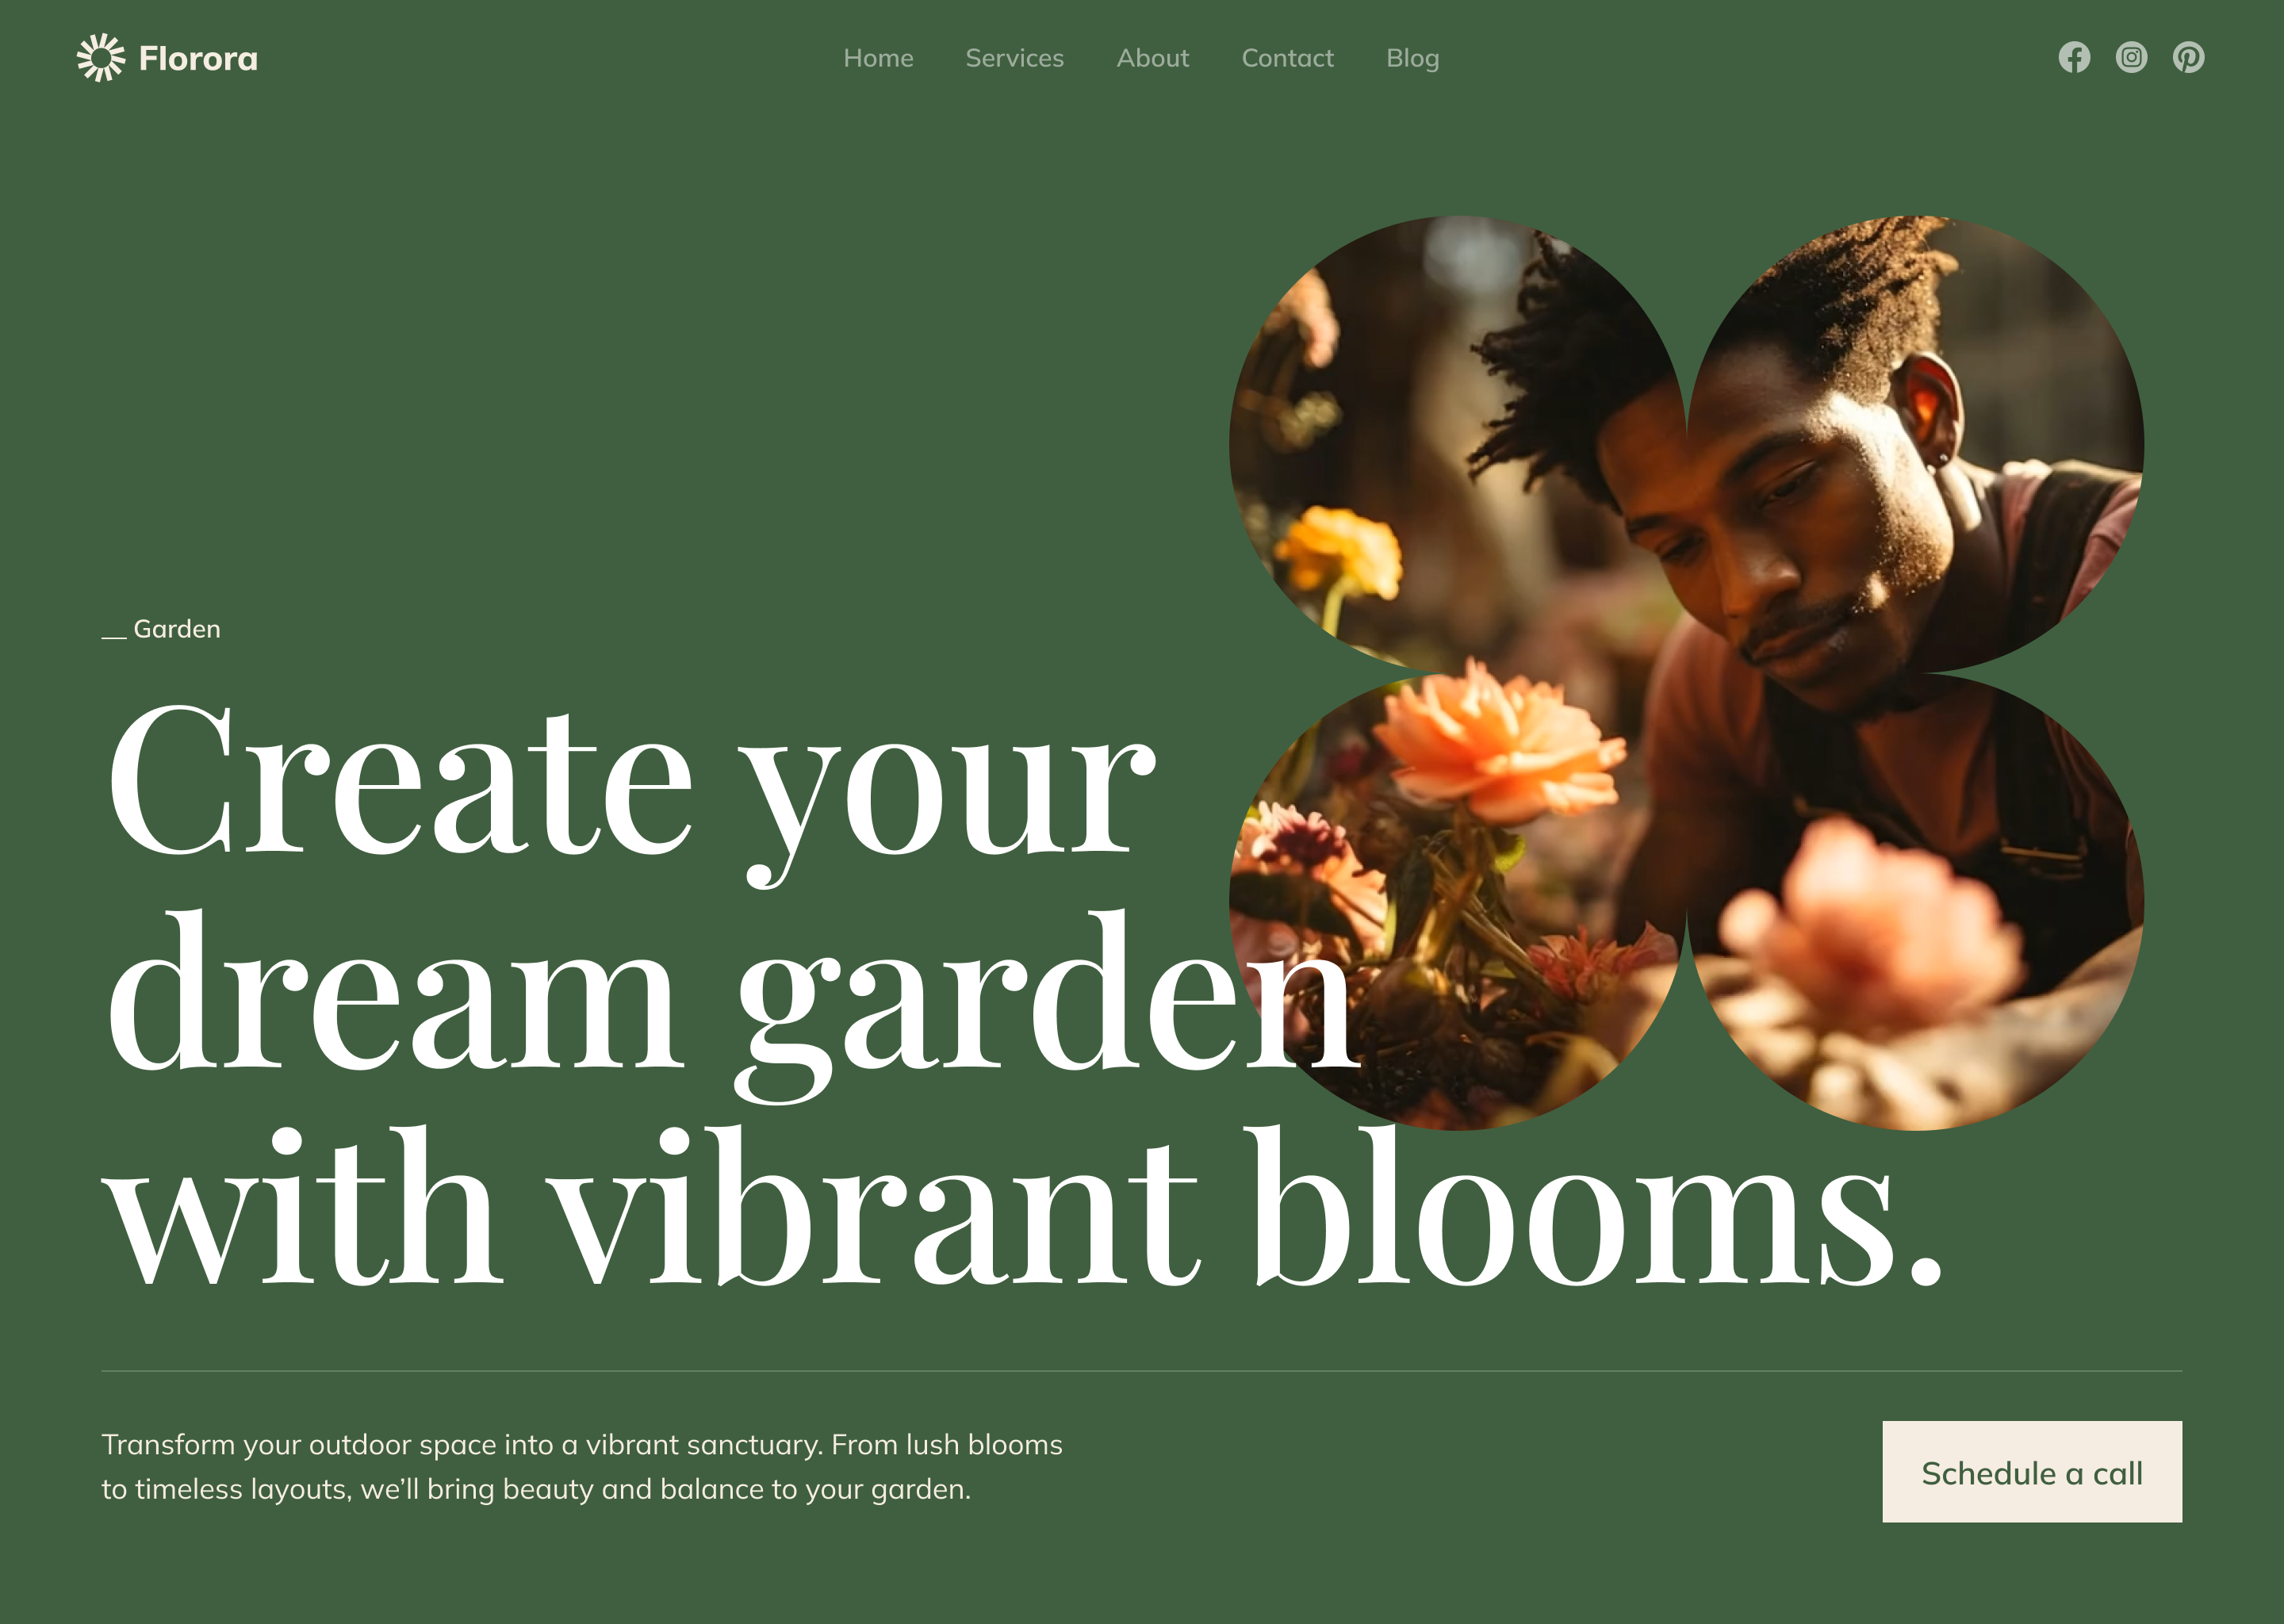 Florora
Home Services About Contact Blog
__ Garden
Create your
dream garden
with vibrant blooms.
Transform your outdoor space into a vibrant sanctuary. From lush blooms
to timeless layouts, we’ll bring beauty and balance to your garden.
Schedule a call